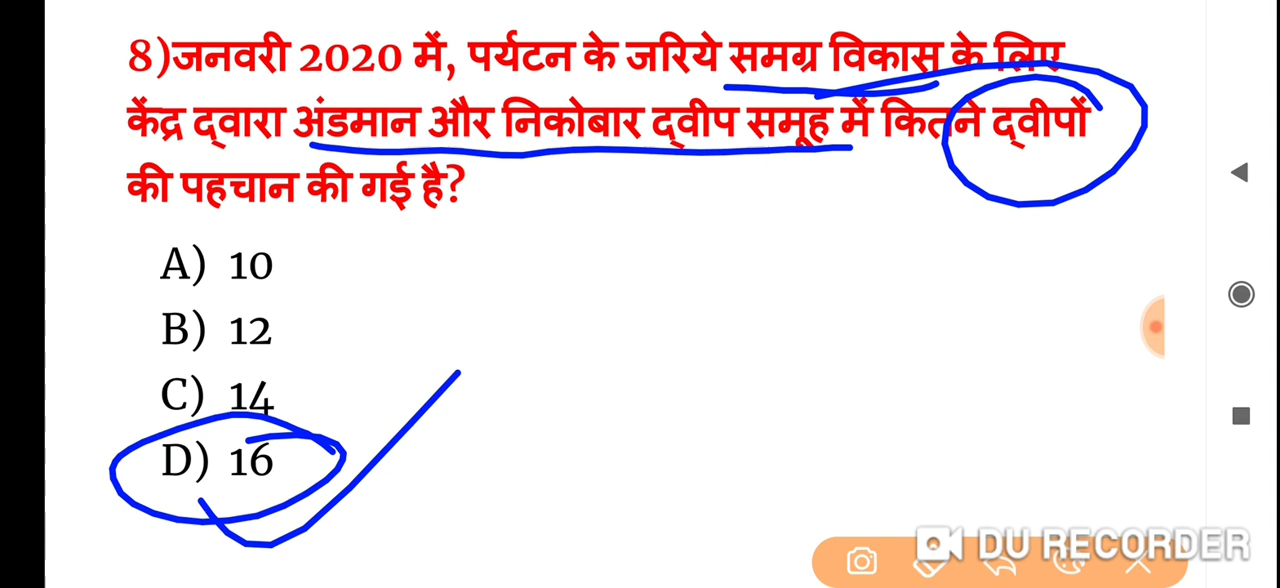 8)जनवरी 2020 में, पर्यटन के जरिये समग्र विकास के लिए
केंद्र द्वारा अंडमान और निकोबार द्वीप समूह में कितने द्वीपों
की पहचान की गई है?
A) 10
B) 12
C) 14
D) 16
DU RECORDER